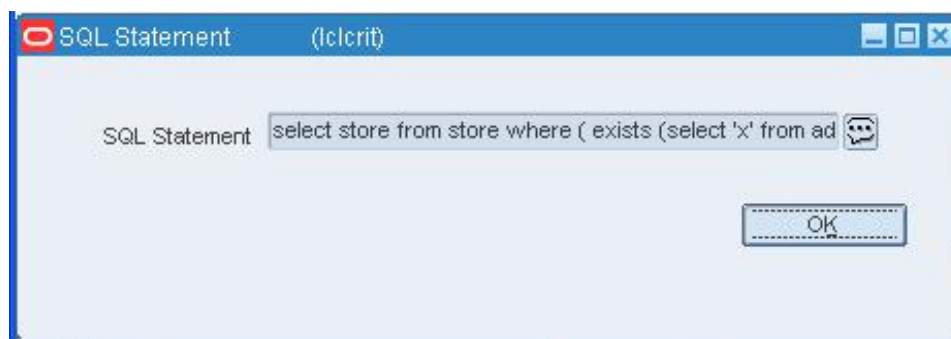 SQL Statement (lclcrit)
SQL Statement select store from store where ( exists (select 'x' from ad
OK